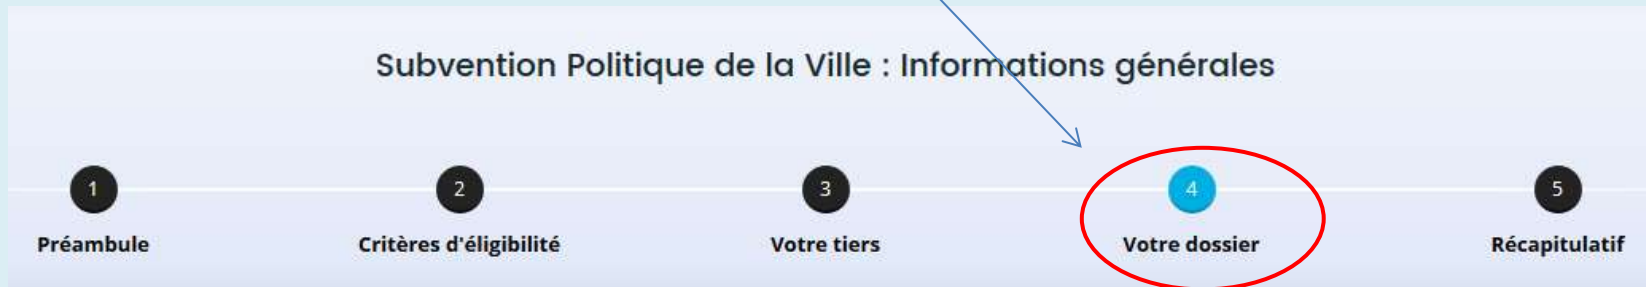 Subvention Politique de la Ville : Informations générales
1
2
3
4
5
Préambule
Critères d'éligibilité
Votre tiers
Votre dossier
Récapitulatif